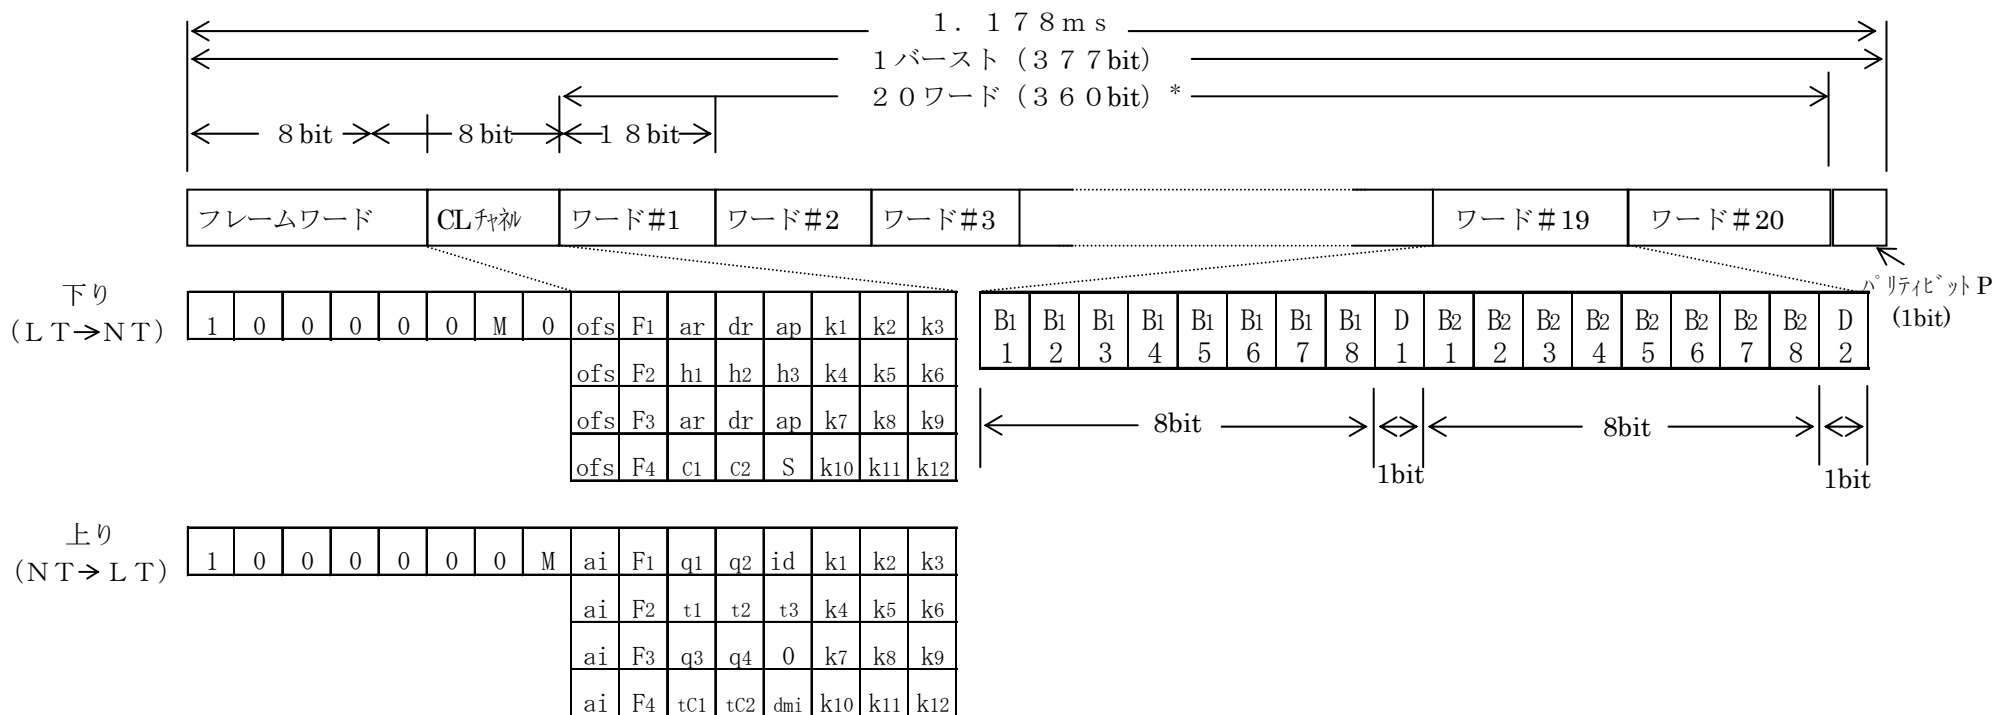 １．１７８ｍｓ
１バースト（３７７bit）
２０ワード（３６０bit）*
８bit
８bit
１８bit
フレームワード CLﾁｬﾈﾙ ワード#1 ワード#2 ワード#3 ワード#19 ワード#20
ﾊﾟﾘﾃｨﾋﾞｯﾄP
(1bit)
下り
（ＬＴ→ＮＴ）
1 0 0 0 0 0 M 0 ofs F1 ar dr ap k1 k2 k3
ofs F2 h1 h2 h3 k4 k5 k6
ofs F3 ar dr ap k7 k8 k9
ofs F4 C1 C2 S k10 k11 k12
B1 B1 B1 B1 B1 B1 B1 B1 D B2 B2 B2 B2 B2 B2 B2 B2 D
1 2 3 4 5 6 7 8 1 1 2 3 4 5 6 7 8 2
8bit
1bit
8bit
1bit
上り
（ＮＴ→ＬＴ）
1 0 0 0 0 0 0 M ai F1 q1 q2 id k1 k2 k3
ai F2 t1 t2 t3 k4 k5 k6
ai F3 q3 q4 0 k7 k8 k9
ai F4 tC1 tC2 dmi k10 k11 k12